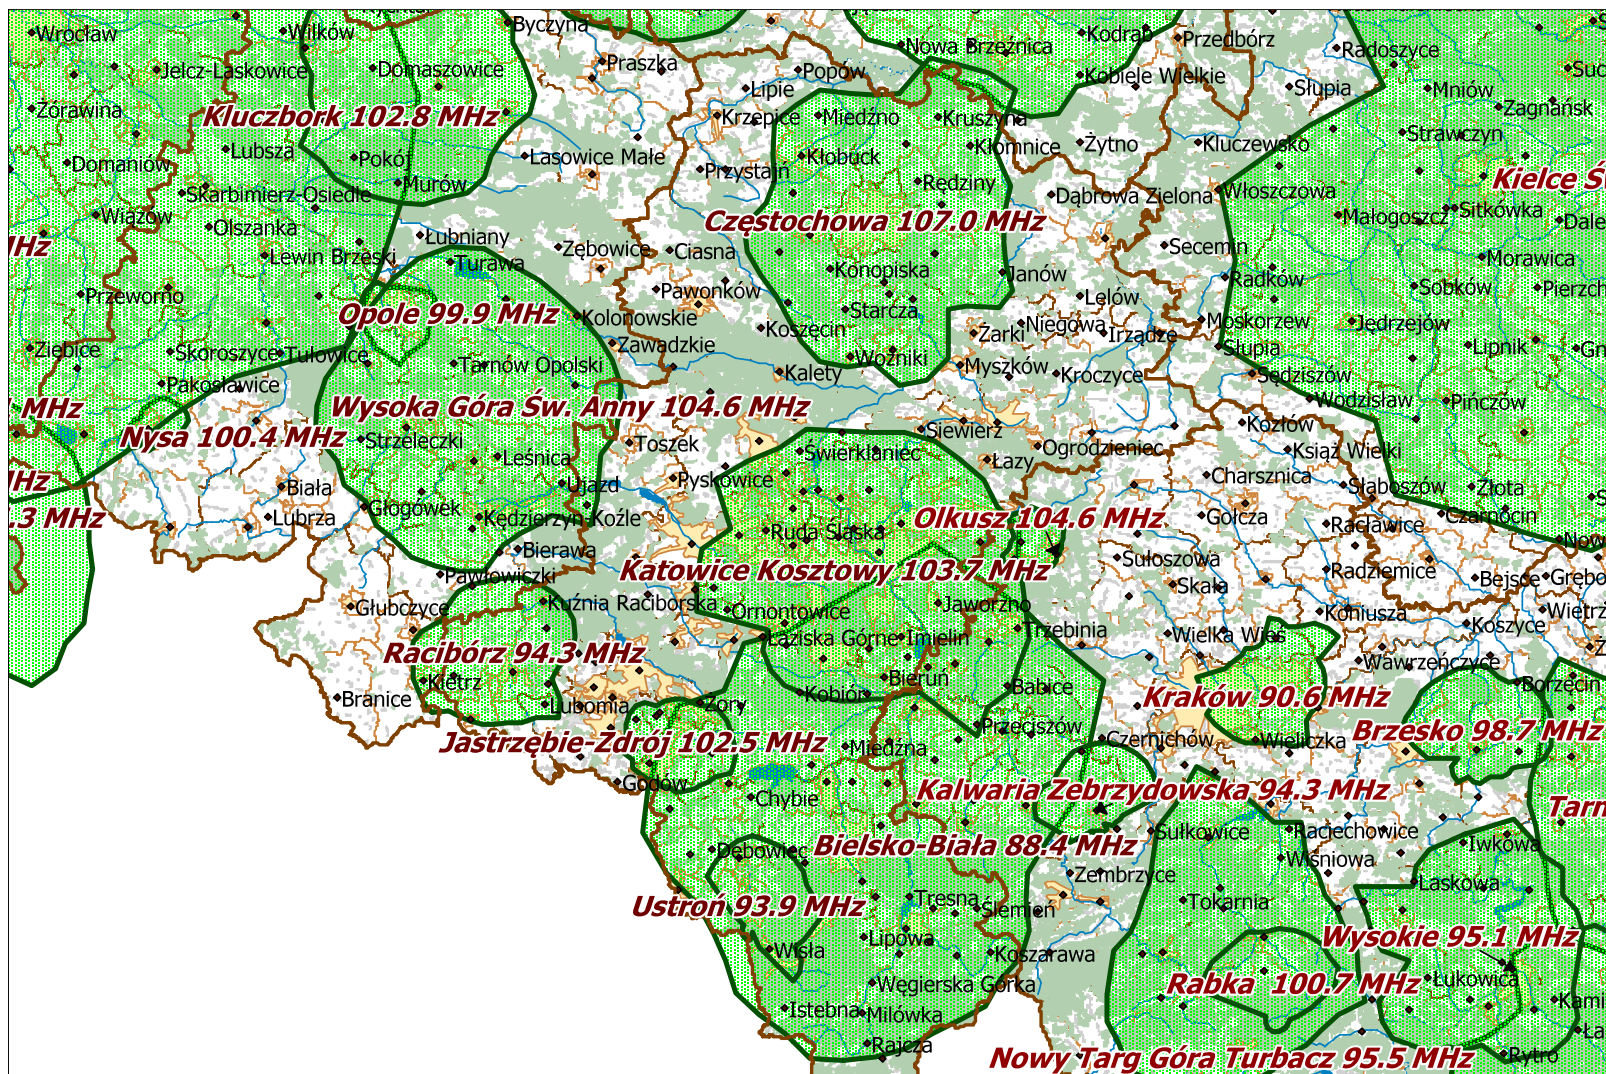 Byczyna
Wrocław
Wilków
Praszka
Nowa Brzeźnica
Kodrąb
Przedbórz
Radoszyce
Jelcz-Laskowice
Domaszowice
Popów
Kobiele Wielkie
Lipie
Słupia
Mniów
Żórawina
Kluczbork 102.8 MHz
Krzepice
Miedźno
Kruszyna
Zagnańsk
Strawczyn
Lubsza
Domaniów
Pokój
Lasowice Małe
Kłobuck
Kłomnice
Żytno
Kluczewsko
Przystajń
Murów
Rędziny
Kielce
Skarbimierz-Osiedle
Dąbrowa Zielona
Włoszczowa
Wiązów
Olszanka
Częstochowa 107.0 MHz
Małogoszcz
Sitkówka
MHz
Łubniany
Zębowice
Ciasna
Secemin
Lewin Brzeski
Turawa
Konopiska
Janów
Radków
Morawica
Przeworno
Pawonków
Lelów
Sobków
Opole 99.9 MHz
Kolonowskie
Starcza
Koszęcin
Żarki
Niegowa
Irządze
Moskorzew
Jędrzejów
Ziębice
Skoroszyce
Tułowice
Zawadzkie
Woźniki
Słupia
Lipnik
Tarnów Opolski
Kalety
Myszków
Kroczyce
Sędziszów
Pakosławice
Wysoka Góra Św. Anny 104.6 MHz
Wodzisław
Pińczów
MHz
Nysa 100.4 MHz
Strzeleczki
Toszek
Siewierz
Ogrodzieniec
Kozłów
Książ Wielki
Leśnica
Świerklaniec
Łazy
Charsznica
MHz
Biała
Ujazd
Pyskowice
Słaboszów
Złota
Głogówek
Lubrza
Kędzierzyn-Koźle
Ruda Śląska
Olkusz 104.6 MHz
Gołcza
Racławice
Czarnocin
.3 MHz
Bierawa
Sułoszowa
Katowice Kosztowy 103.7 MHz
Pawłowiczki
Skała
Radziemice
Bejsce
Głubczyce
Kuźnia Raciborska
Ornontowice
Jaworzno
Koniusza
Koszyce
Łaziska Górne
Imielin
Trzebinia
Wielka Wieś
Racibórz 94.3 MHz
Wawrzeńczyce
Kietrz
Bieruń
Babice
Borzęcin
Branice
Lubomia
Żory
Kobiór
Kraków 90.6 MHz
Przeciszów
Jastrzębie-Zdrój 102.5 MHz
Miedźna
Czernichów
Wieliczka
Brzesko 98.7 MHz
Godów
Chybie
Kalwaria Zebrzydowska 94.3 MHz
Sułkowice
Raciechowice
Bielsko-Biała 88.4 MHz
Iwkowa
Dębowiec
Wiśniowa
Zembrzyce
Laskowa
Ustroń 93.9 MHz
Tresna
Ślemień
Tokarnia
Lipowa
Wysokie 95.1 MHz
Wisła
Koszarawa
Węgierska Górka
Rabka 100.7 MHz
Łukowica
Istebna
Milówka
Rajcza
Nowy Targ Góra Turbacz 95.5 MHz
Rytro